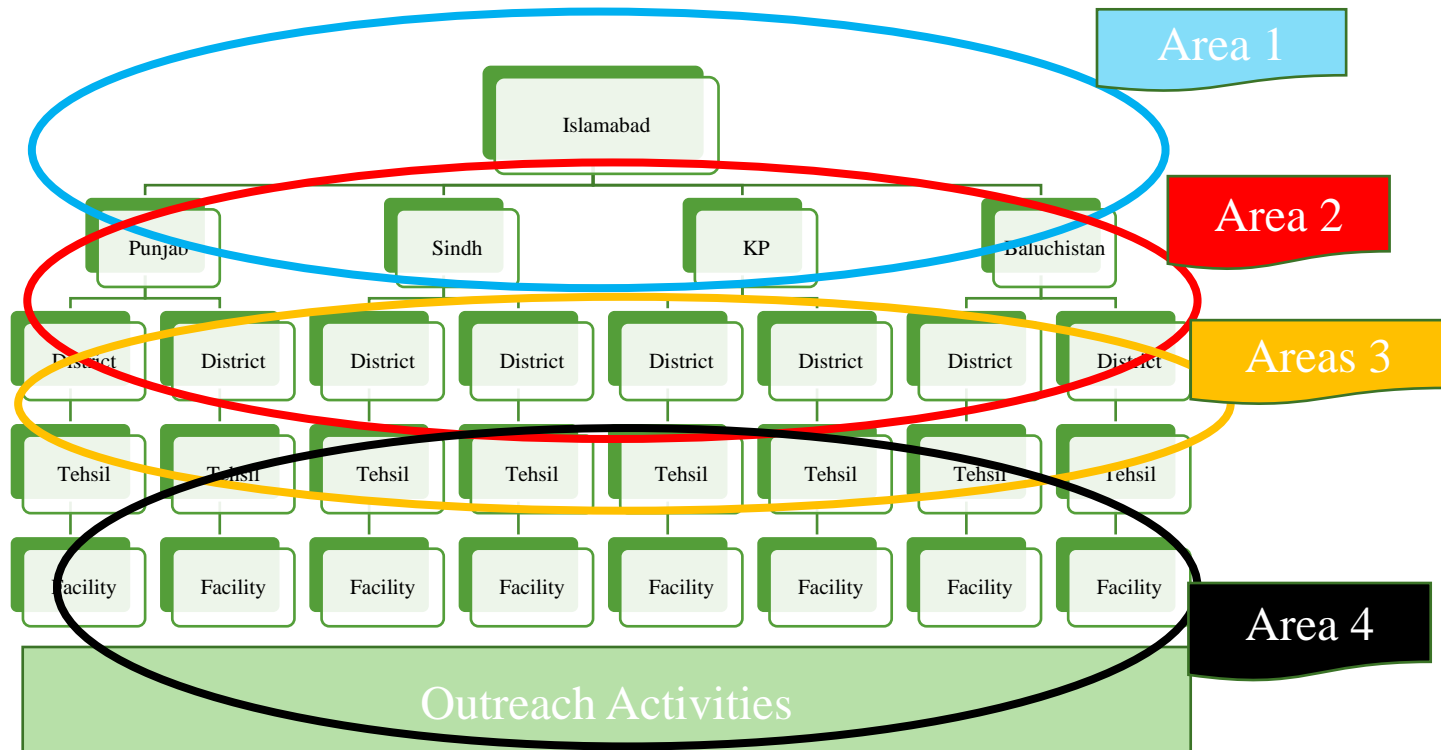 Area 1
Islamabad
Area 2
Punjab Sindh KP Baluchistan
Areas 3
District District District District District District District District
Tehsil Tehsil Tehsil Tehsil Tehsil Tehsil Tehsil Tehsil
Facility Facility Facility Facility Facility Facility Facility Facility
Area 4
Outreach Activities